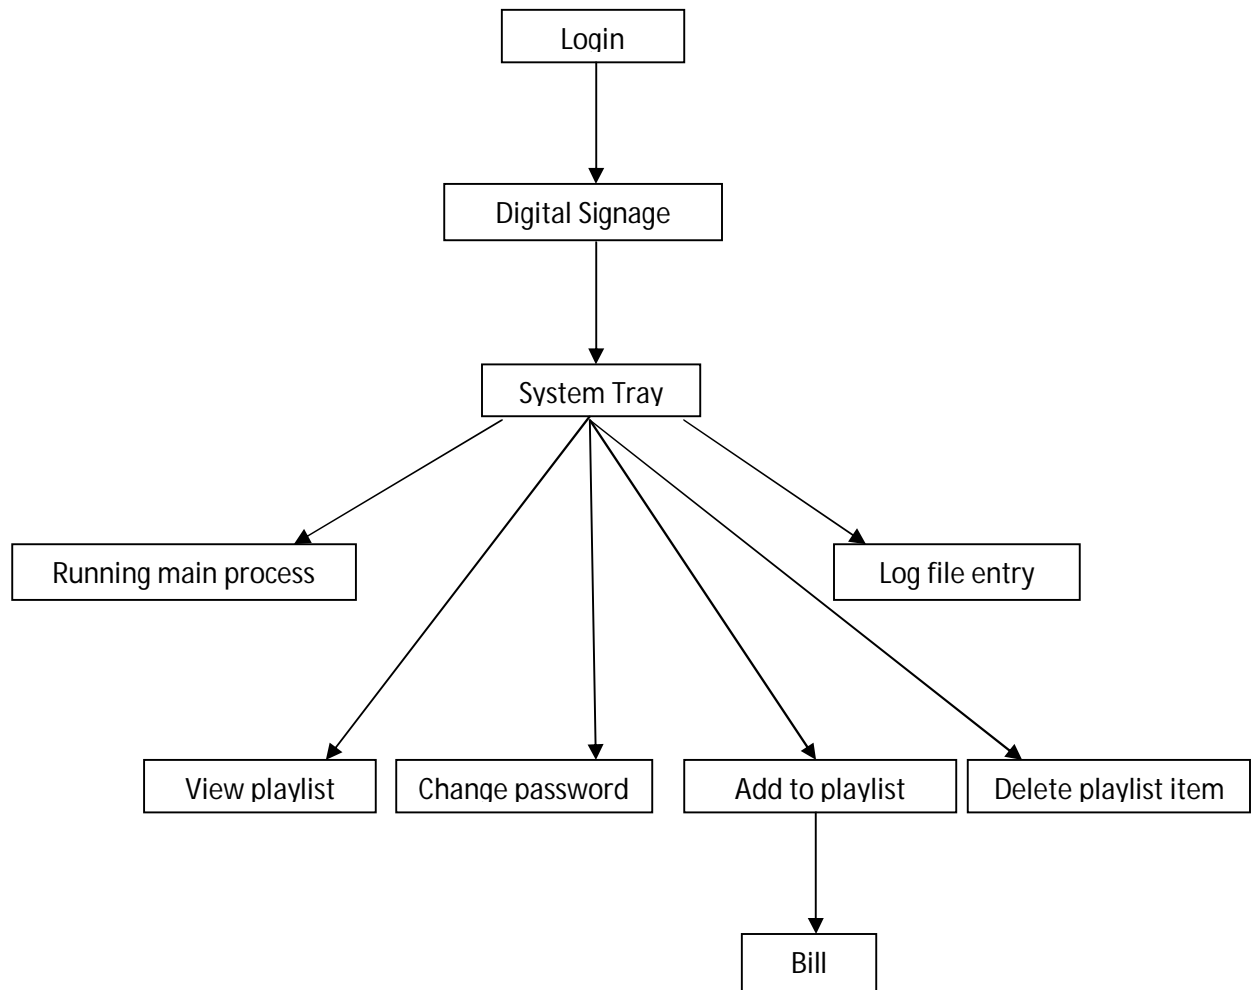 Login
Digital Signage
System Tray
Running main process
Log file entry
View playlist
Change password
Add to playlist
Delete playlist item
Bill